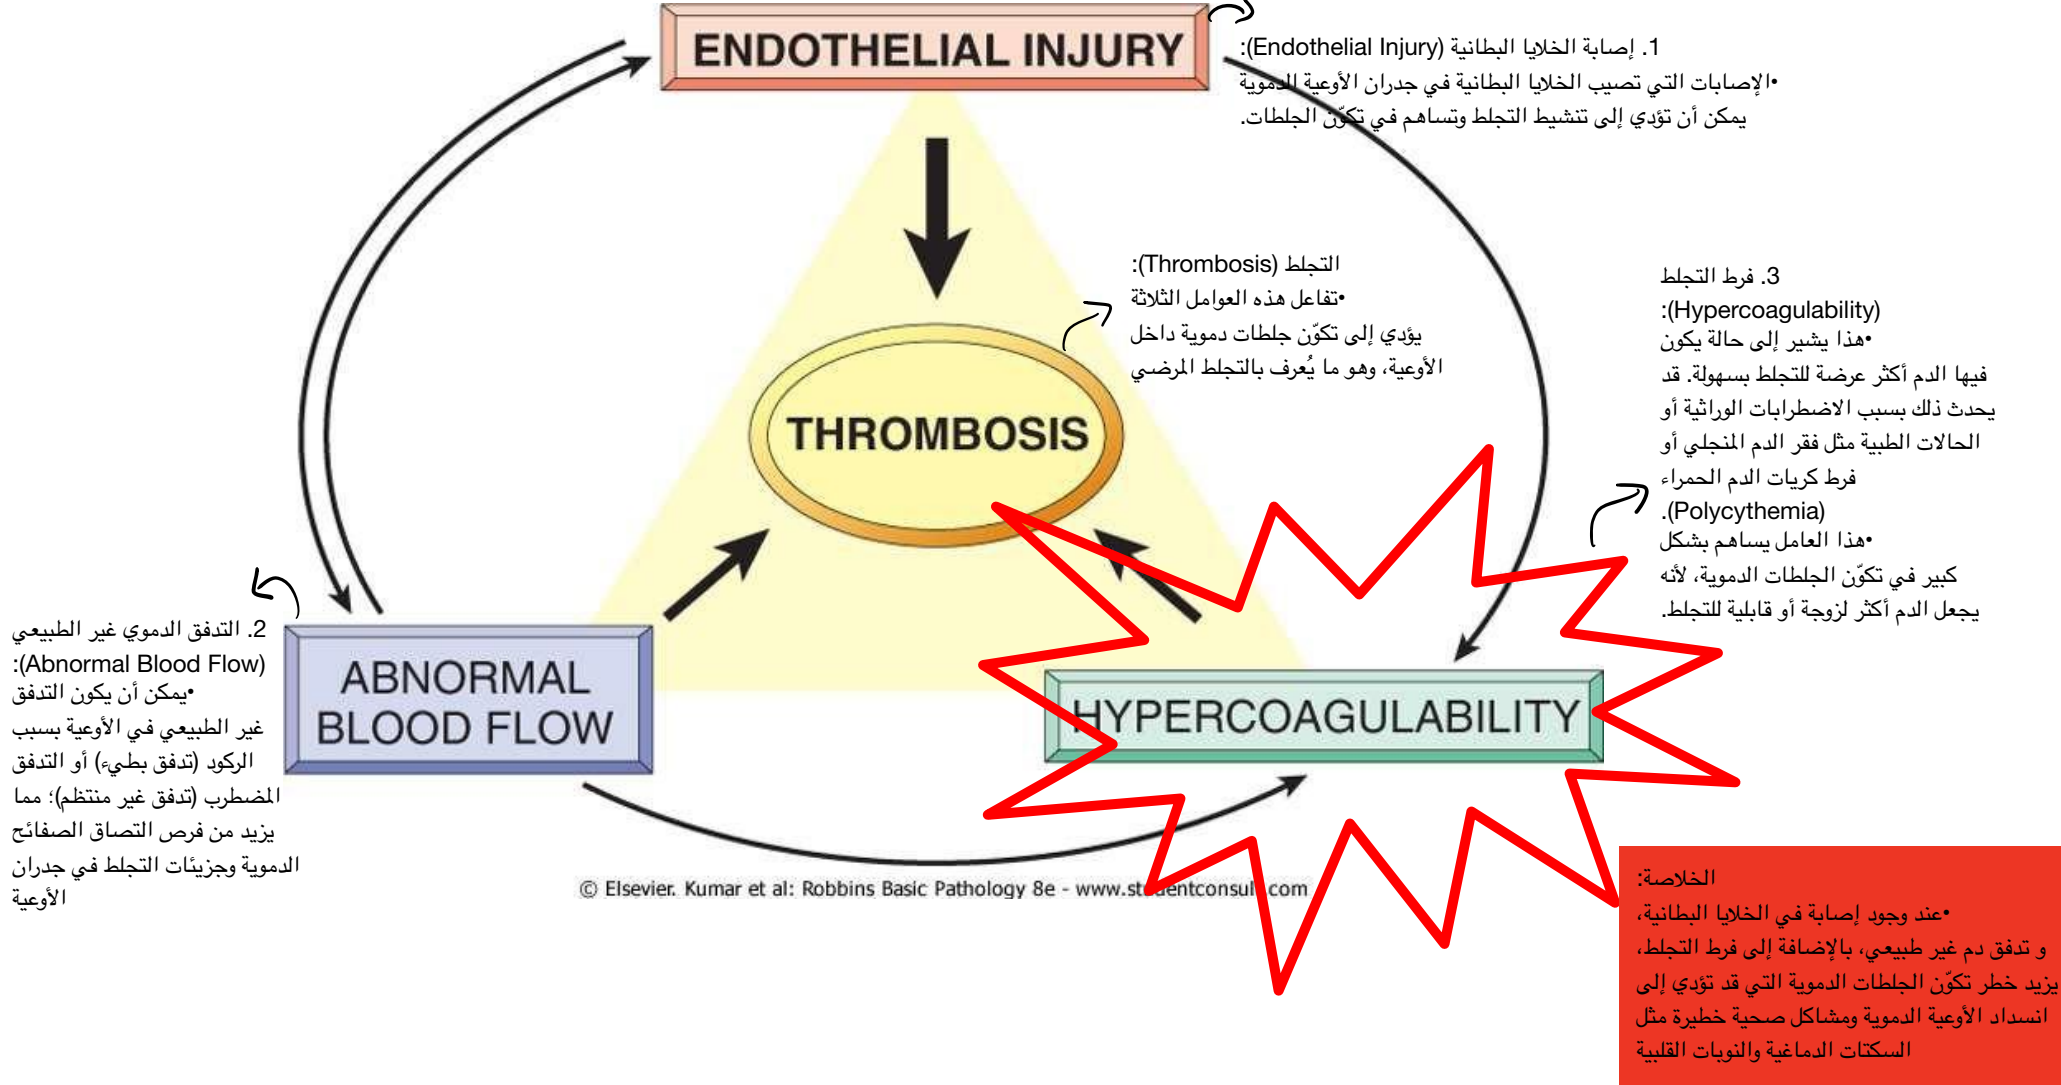 ENDOTHELIAL INJURY
1. إصابة الخلايا البطانية (Endothelial Injury):
•الإصابات التي تصيب الخلايا البطانية في جدران الأوعية الدموية
يمكن أن تؤدي إلى تنشيط التجلط وتساهم في تكوّن الجلطات.
التجلط (Thrombosis):
•تفاعل هذه العوامل الثلاثة
يؤدي إلى تكوّن جلطات دموية داخل
الأوعية، وهو ما يُعرف بالتجلط المرضي
3. فرط التجلط
(Hypercoagulability):
•هذا يشير إلى حالة يكون
فيها الدم أكثر عرضة للتجلط بسهولة. قد
يحدث ذلك بسبب الاضطرابات الوراثية أو
الحالات الطبية مثل فقر الدم المنجلي أو
فرط كريات الدم الحمراء
(Polycythemia).
•هذا العامل يساهم بشكل
كبير في تكوّن الجلطات الدموية، لأنه
يجعل الدم أكثر لزوجة أو قابلية للتجلط.
THROMBOSIS
2. التدفق الدموي غير الطبيعي
(Abnormal Blood Flow):
•يمكن أن يكون التدفق
غير الطبيعي في الأوعية بسبب
الركود (تدفق بطيء) أو التدفق
المضطرب (تدفق غير منتظم)؛ مما
يزيد من فرص التصاق الصفائح
الدموية وجزيئات التجلط في جدران
الأوعية
ABNORMAL
BLOOD FLOW
HYPERCOAGULABILITY
© Elsevier. Kumar et al: Robbins Basic Pathology 8e - www.studentconsult.com
الخلاصة:
•عند وجود إصابة في الخلايا البطانية،
و تدفق دم غير طبيعي، بالإضافة إلى فرط التجلط،
يزيد خطر تكوّن الجلطات الدموية التي قد تؤدي إلى
انسداد الأوعية الدموية ومشاكل صحية خطيرة مثل
السكتات الدماغية والنوبات القلبية